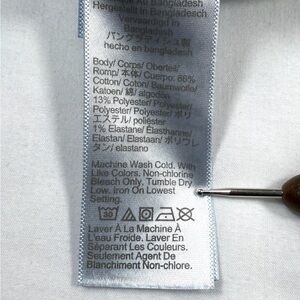 Bangladesh
Hergestellt In Bangladesch
Vervaardigd in
Bangladesh
バングラデイシュ製
hecho en bangladesh
Body/ Corps/ Oberteil/
Romp/ 本体/ Cuerpo: 86%
Cotton/ Coton/ Baumwolle/
Katoen/ 綿/ algodón
13% Polyester/ Polyester/
Polyester/ Polyester/ ポリ
エステル/ poliéster
1% Elastane/ Élasthanne/
Elastan/ Elastaan/ ポリウレ
タン/ elastano
Machine Wash Cold. With
Like Colors. Non-chlorine
Bleach Only. Tumble Dry
Low. Iron On Lowest
Setting.
30
Laver À La Machine À
L'eau Froide. Laver En
Séparant Les Couleurs.
Seulement Agent De
Blanchiment Non-chlore.